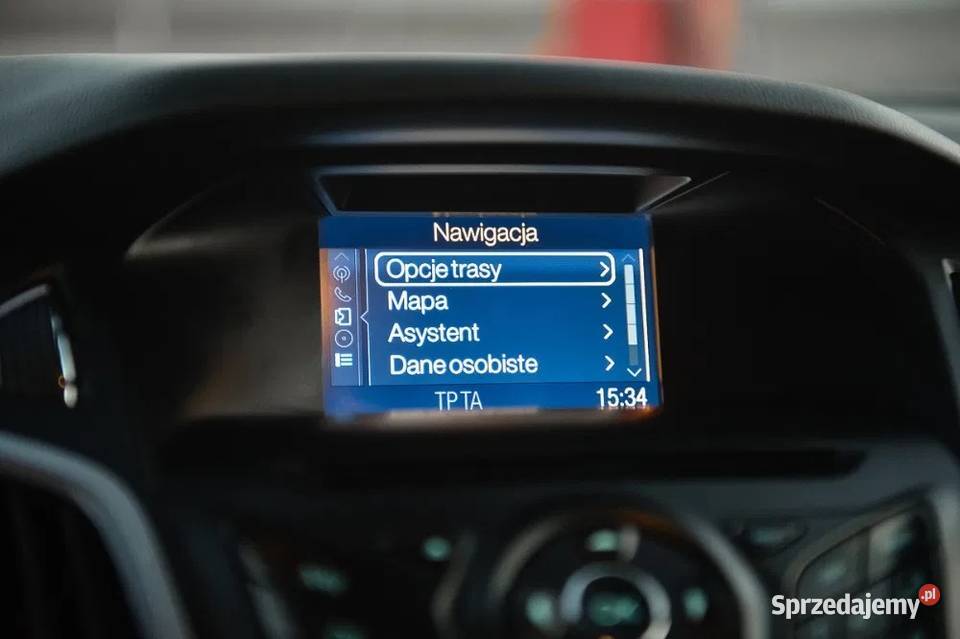 Nawigacja
Opcje trasy
Mapa
Asystent
Dane osobiste
TP TA
15:34
Sprzedajemy.pl